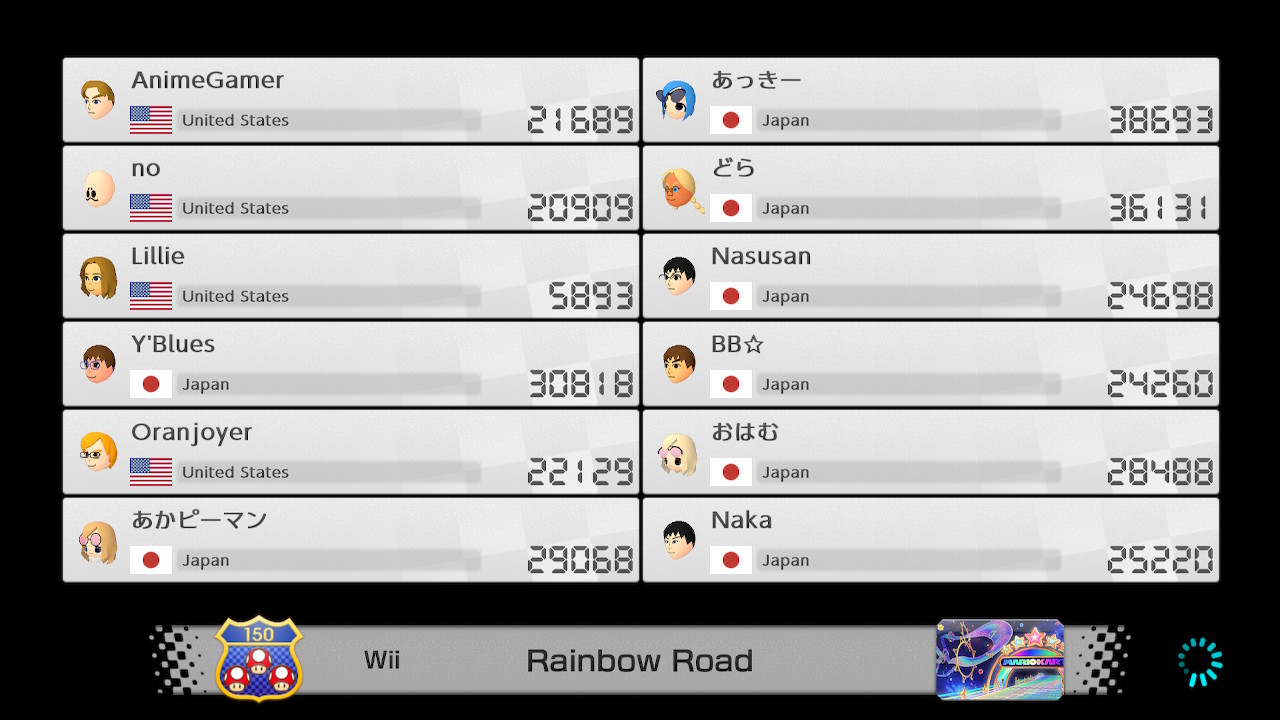 AnimeGamer
United States
21689
no
United States
20909
Lillie
United States
5893
Y'Blues
Japan
30818
Oranjoyer
United States
22129
あかピーマン
Japan
29068
あっきー
Japan
38693
どら
Japan
36131
Nasusan
Japan
24698
BB☆
Japan
24260
おはむ
Japan
28488
Naka
Japan
25220
150
Wii
Rainbow Road
MARIOKART